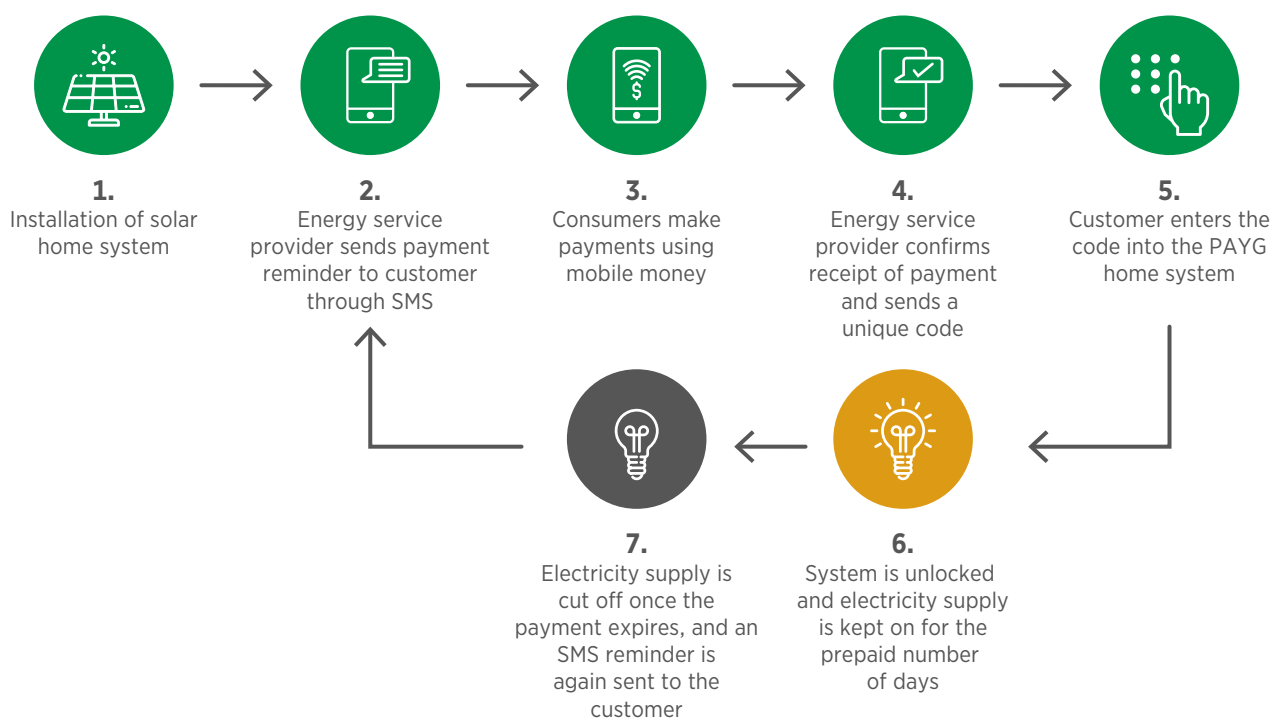 1.
Installation of solar
home system
2.
Energy service
provider sends payment
reminder to customer
through SMS
3.
Consumers make
payments using
mobile money
4.
Energy service
provider confirms
receipt of payment
and sends a
unique code
5.
Customer enters the
code into the PAYG
home system
6.
System is unlocked
and electricity supply
is kept on for the
prepaid number
of days
7.
Electricity supply is
cut off once the
payment expires, and an
SMS reminder is
again sent to the
customer